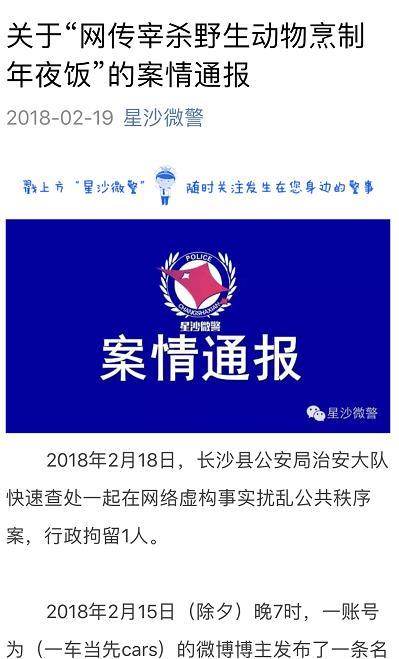 关于“网传宰杀野生动物烹制
年夜饭”的案情通报
2018-02-19 星沙微警
戳上方“星沙微警” 随时关注发生在您身边的警事
POLICE
CHANGSHAXIAN
星沙微警
案情通报
星沙微警
2018年2月18日，长沙县公安局治安大队
快速查处一起在网络虚构事实扰乱公共秩序
案，行政拘留1人。
2018年2月15日（除夕）晚7时，一账号
为（一车当先cars）的微博博主发布了一条名